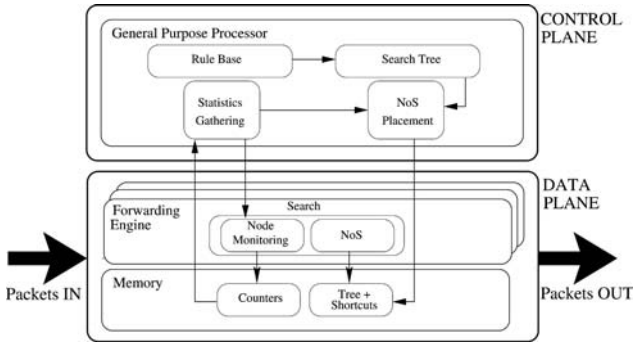 CONTROL
PLANE
General Purpose Processor
Rule Base
Search Tree
Statistics
Gathering
NoS
Placement
DATA
PLANE
Forwarding
Engine
Search
Node
Monitoring
NoS
Memory
Counters
Tree +
Shortcuts
Packets IN
Packets OUT